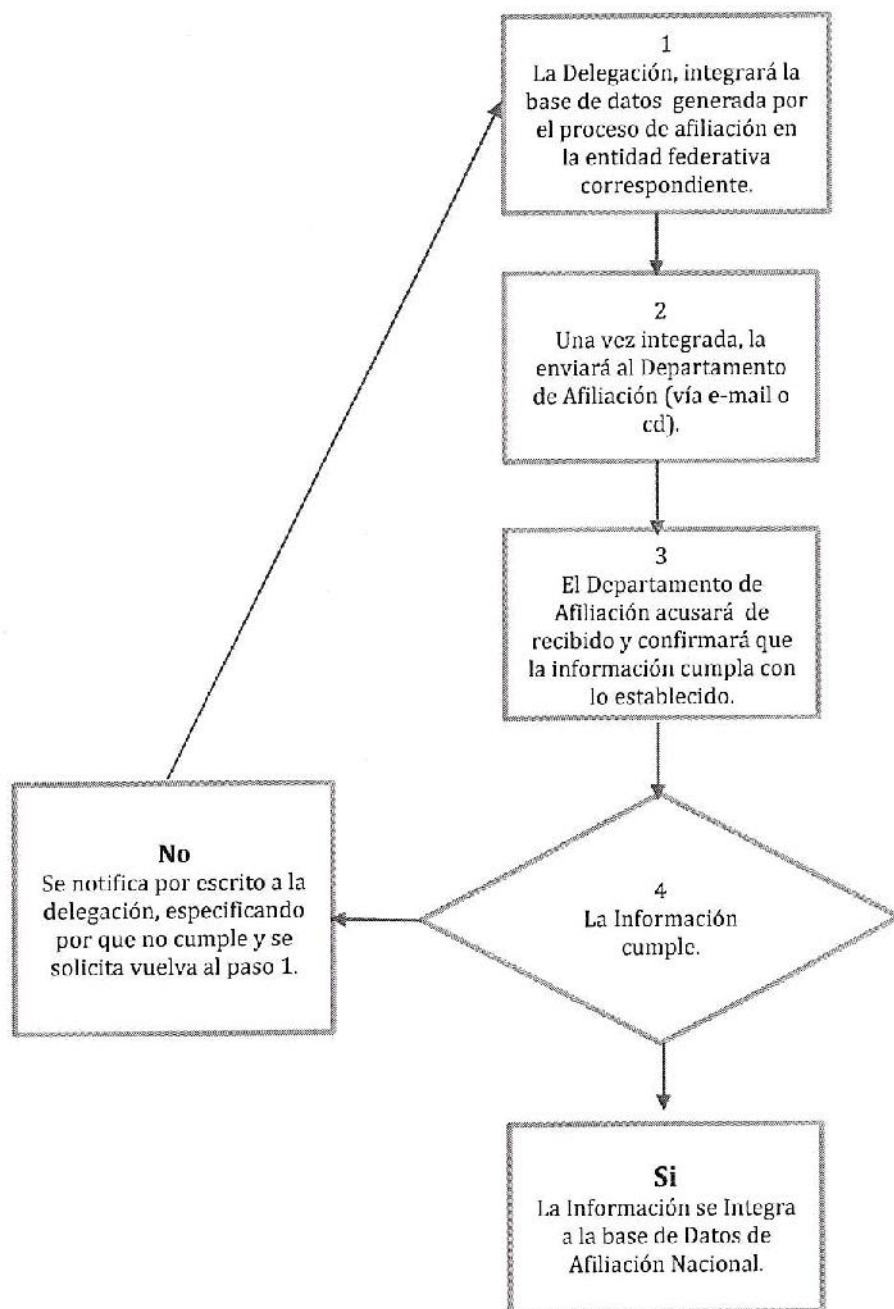 1
La Delegación, integrará la
base de datos generada por
el proceso de afiliación en
la entidad federativa
correspondiente.
2
Una vez integrada, la
enviará al Departamento
de Afiliación (vía e-mail o
cd).
3
El Departamento de
Afiliación acusará de
recibido y confirmará que
la información cumpla con
lo establecido.
4
La Información
cumple.
No
Se notifica por escrito a la
delegación, especificando
por que no cumple y se
solicita vuelva al paso 1.
Si
La Información se Integra
a la base de Datos de
Afiliación Nacional.